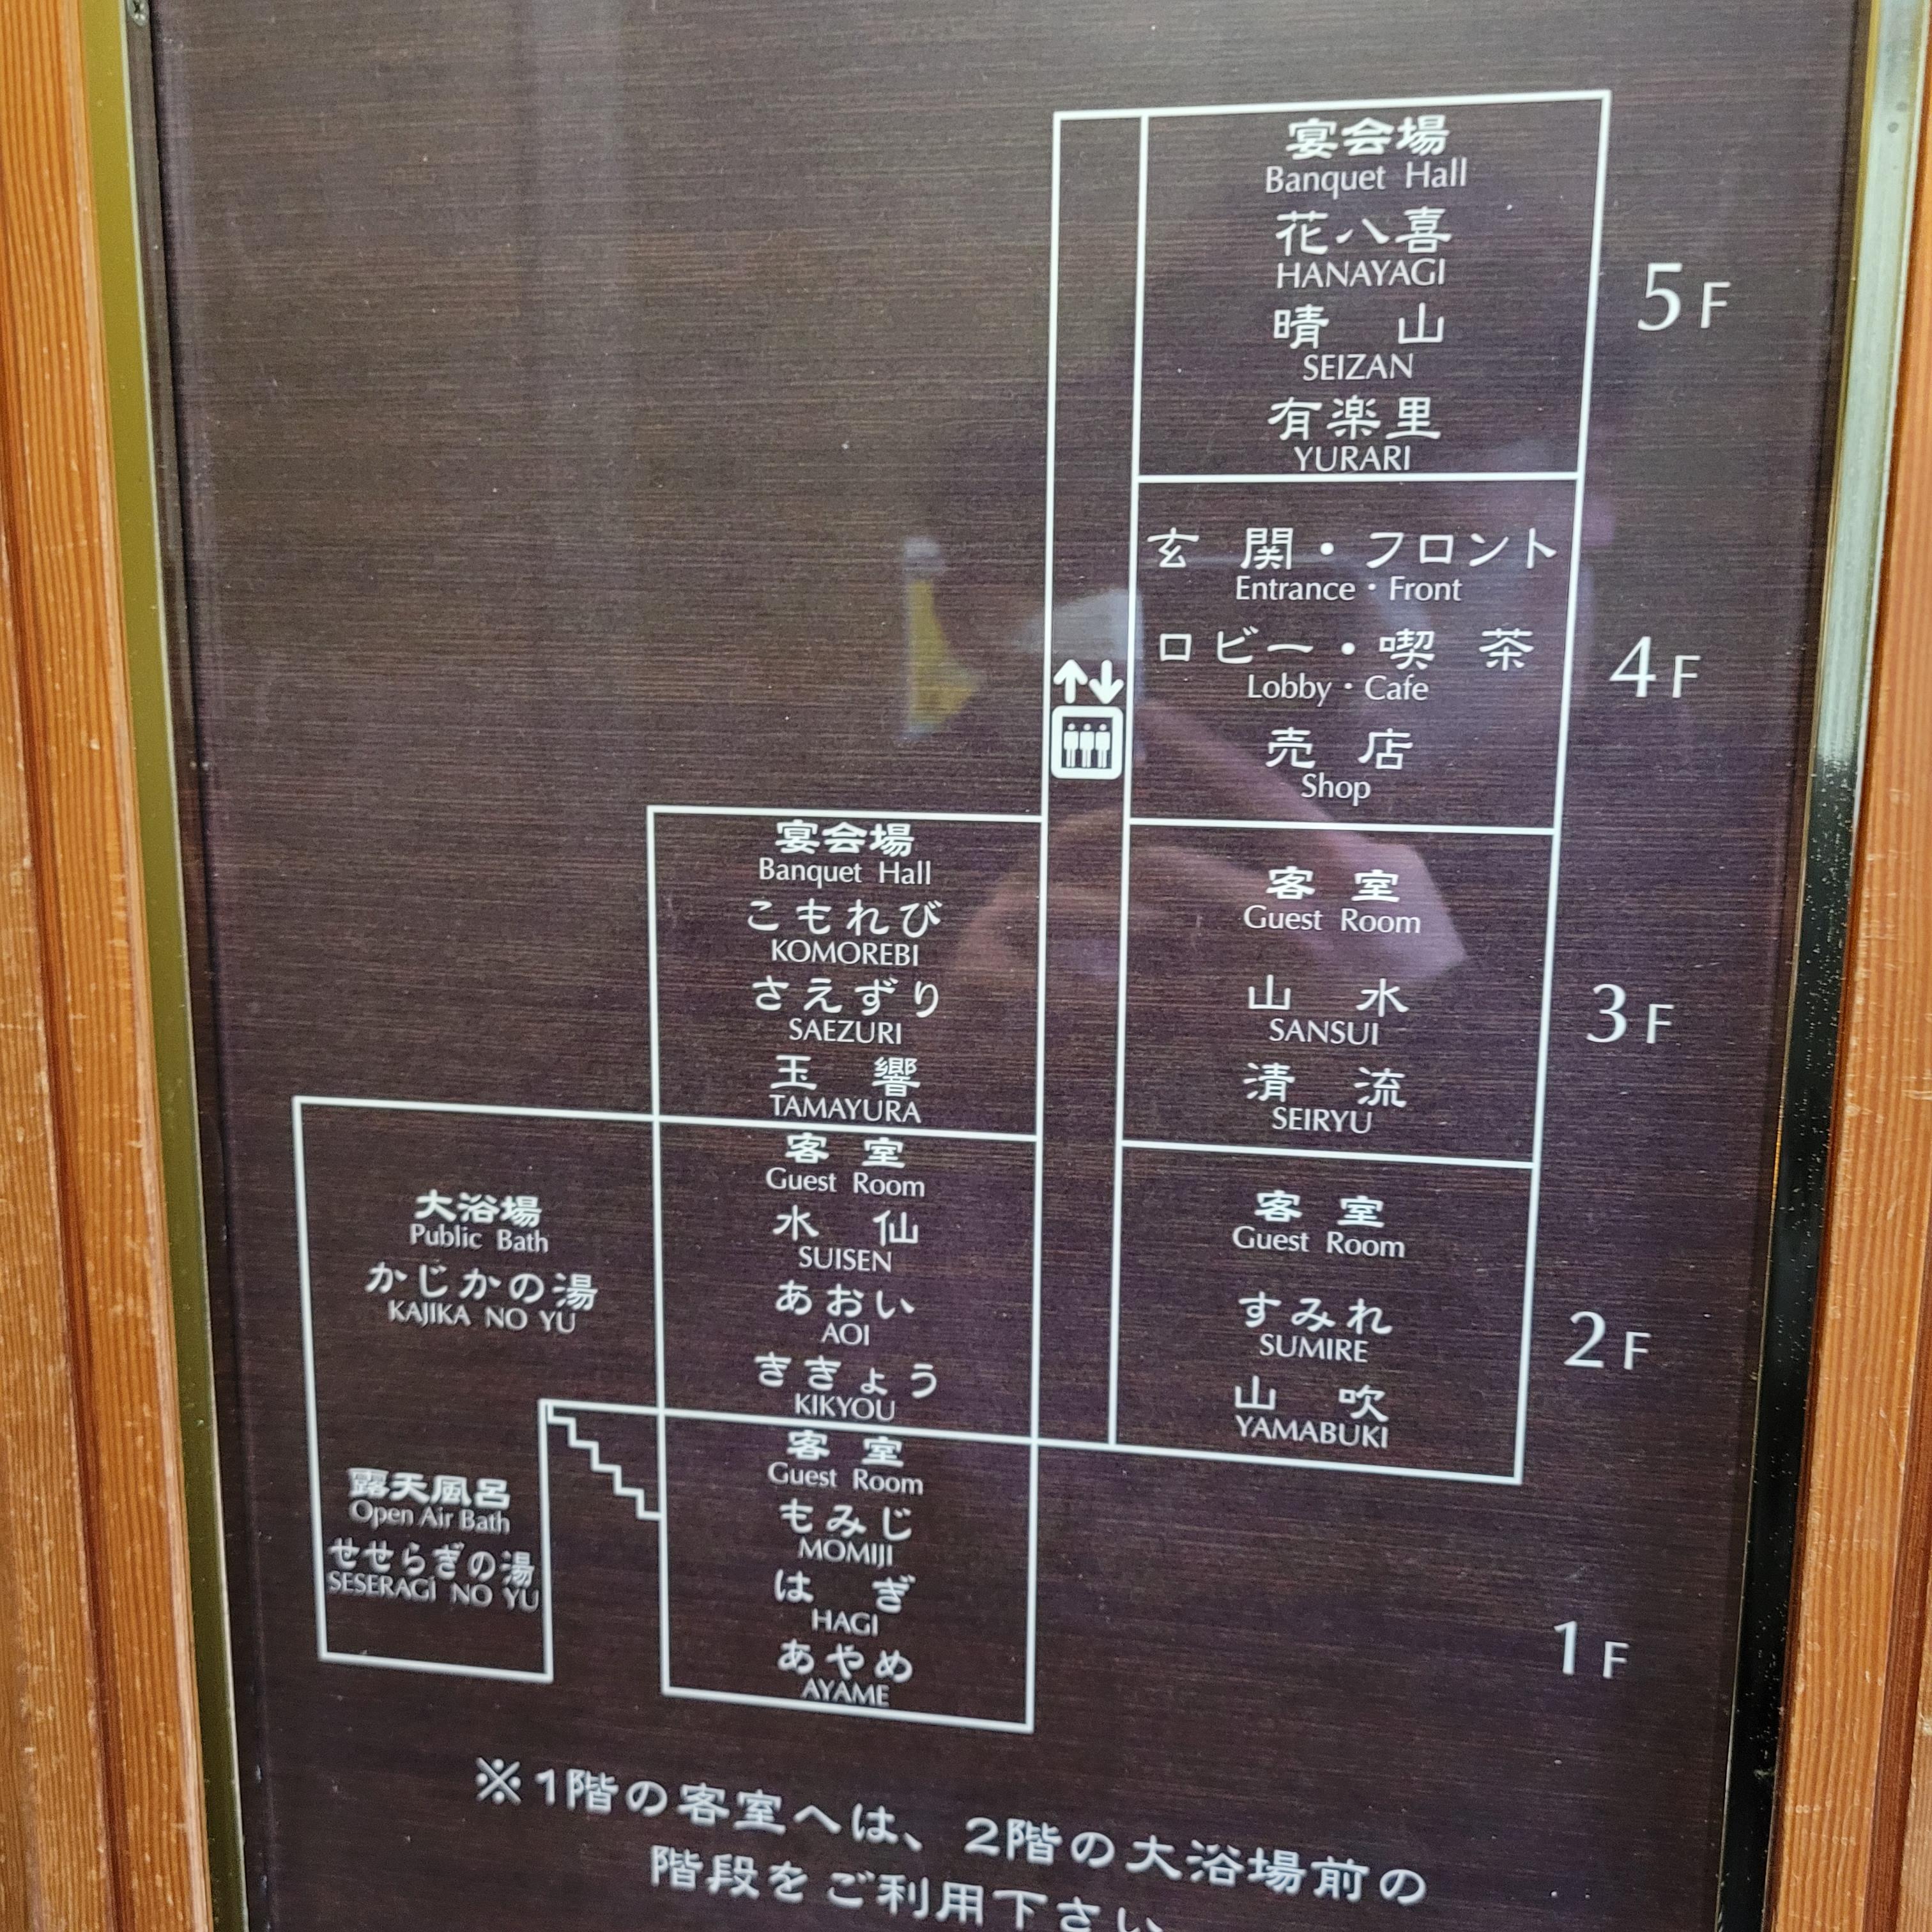 宴会場
Banquet Hall
花八喜
HANAYAGI
晴 山
SEIZAN
有楽里
YURARI
5F
玄 関・フロント
Entrance・Front
ロビー・喫 茶
Lobby・Cafe
売 店
Shop
4F
宴会場
Banquet Hall
こもれび
KOMOREBI
さえずり
SAEZURI
玉 響
TAMAYURA
客 室
Guest Room
山 水
SANSUI
清 流
SEIRYU
3F
大浴場
Public Bath
かじかの湯
KAJIKA NO YU
客 室
Guest Room
水 仙
SUISEN
あおい
AOI
ききょう
KIKYOU
客 室
Guest Room
すみれ
SUMIRE
山 吹
YAMABUKI
2F
露天風呂
Open Air Bath
せせらぎの湯
SESERAGI NO YU
客 室
Guest Room
もみじ
MOMIJI
は ぎ
HAGI
あやめ
AYAME
1F
※1階の客室へは、2階の大浴場前の
階段をご利用下さい